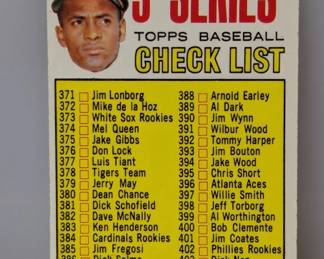 SERIES
TOPPS BASEBALL
CHECK LIST
371 Jim Lonborg
372 Mike de la Hoz
373 White Sox Rookies
374 Mel Queen
375 Jake Gibbs
376 Don Lock
377 Luis Tiant
378 Tigers Team
379 Jerry May
380 Dean Chance
381 Dick Schofield
382 Dave McNally
383 Ken Henderson
384 Cardinals Rookies
385 Jim Fregosi
388 Arnold Earley
389 Al Dark
390 Jim Wynn
391 Wilbur Wood
392 Tommy Harper
393 Jim Bouton
394 Jake Wood
395 Chris Short
396 Atlanta Aces
397 Willie Smith
398 Jeff Torborg
399 Al Worthington
400 Bob Clemente
401 Jim Coates
402 Phillies Rookies